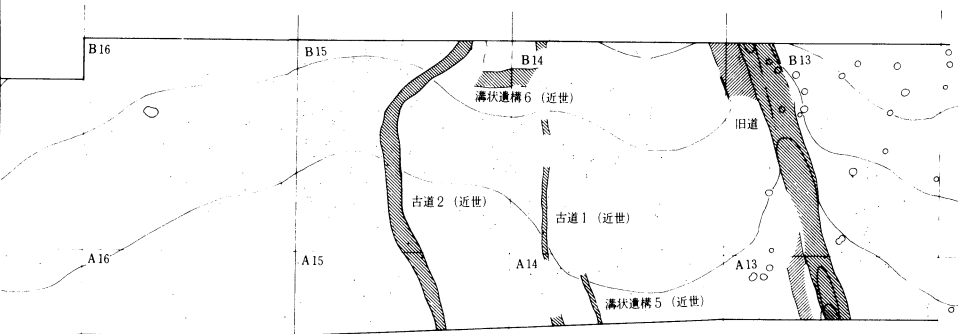 B16
B15
B14
B13
溝状遺構6（近世）
旧道
古道2（近世）
古道1（近世）
A16
A15
A14
A13
溝状遺構5（近世）